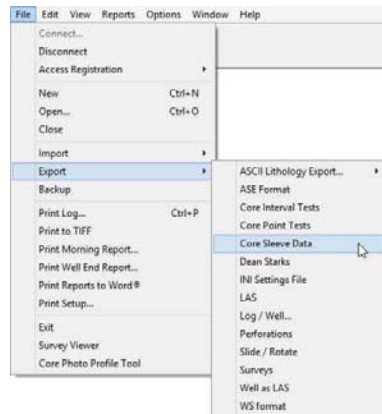 File Edit View Reports Options Window Help
Connect...
Disconnect
Access Registration
New Ctrl+N
Open... Ctrl+O
Close
Import
Export
Backup
Print Log... Ctrl+P
Print to TIFF
Print Morning Report...
Print Well End Report...
Print Reports to Word®
Print Setup...
Exit
Survey Viewer
Core Photo Profile Tool
ASCII Lithology Export...
ASE Format
Core Interval Tests
Core Point Tests
Core Sleeve Data
Dean Starks
INI Settings File
LAS
Log / Well...
Perforations
Slide / Rotate
Surveys
Well as LAS
WS format